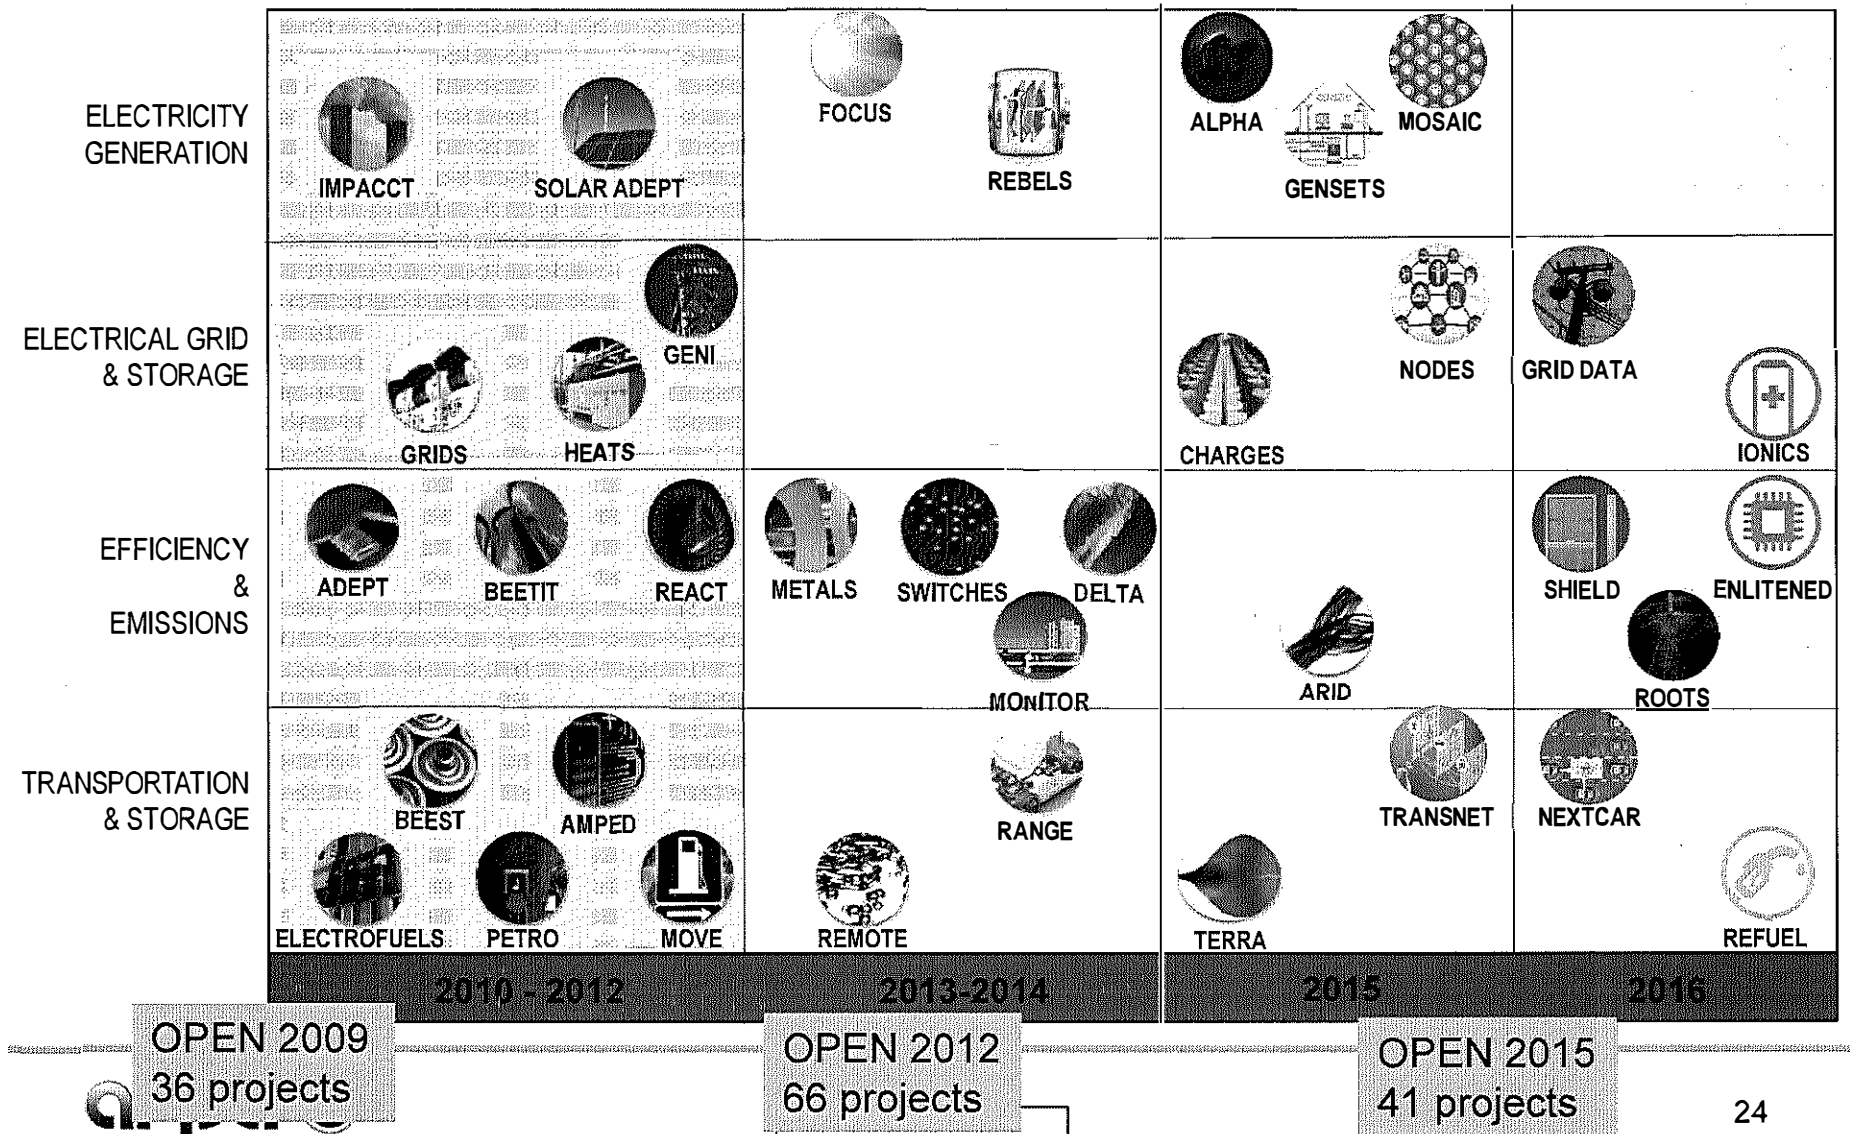 24
ELECTRICITY
GENERATION
IMPACCT
SOLAR ADEPT
FOCUS
REBELS
ALPHA
GENSETS
MOSAIC
ELECTRICAL GRID
& STORAGE
GRIDS
HEATS
GENI
CHARGES
NODES
GRID DATA
IONICS
EFFICIENCY
&
EMISSIONS
ADEPT
BEETIT
REACT
METALS
SWITCHES
DELTA
MONITOR
ARID
SHIELD
ENLITENED
ROOTS
TRANSPORTATION
& STORAGE
BEEST
AMPED
ELECTROFUELS
PETRO
MOVE
RANGE
REMOTE
TRANSNET
TERRA
NEXTCAR
REFUEL
2010 - 2012
2013-2014
2015
2016
OPEN 2009
36 projects
OPEN 2012
66 projects
OPEN 2015
41 projects
24